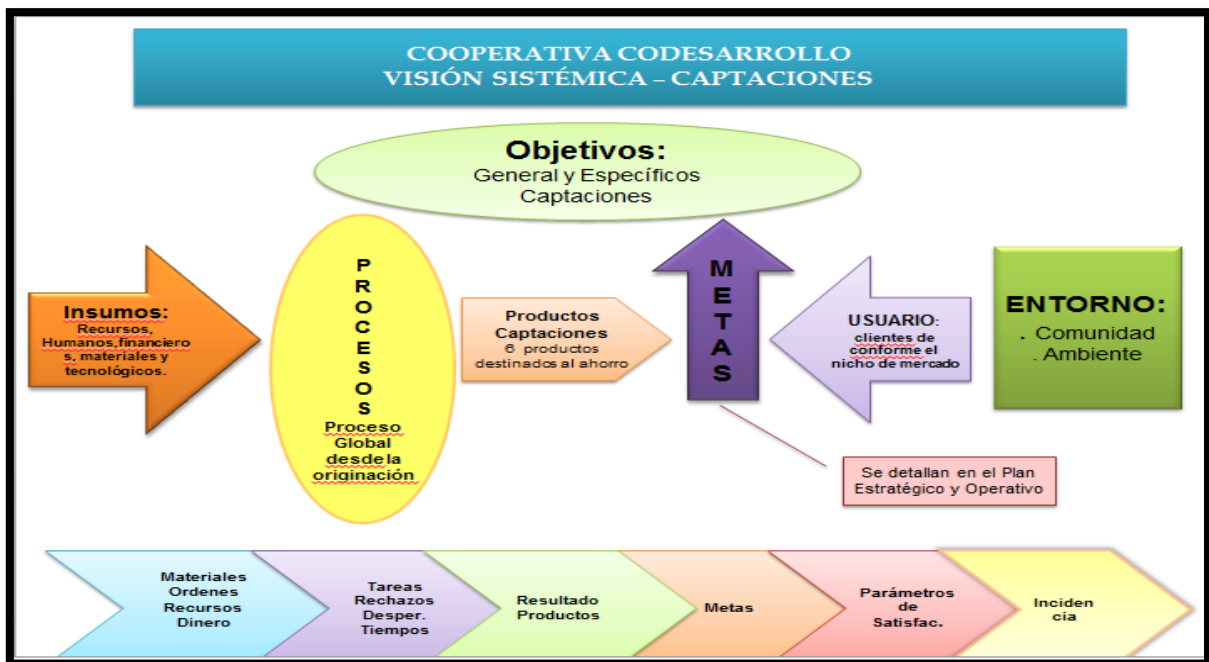 COOPERATIVA CODESARROLLO
VISIÓN SISTÉMICA – CAPTACIONES
Objetivos:
General y Específicos
Captaciones
Insumos:
Recursos,
Humanos,financiero
s, materiales y
tecnológicos.
P
R
O
C
E
S
O
S
Proceso
Global
desde la
originación
Productos
Captaciones
6 productos
destinados al ahorro
M
E
T
A
S
USUARIO:
clientes de
conforme el
nicho de mercado
ENTORNO:
. Comunidad
. Ambiente
Se detallan en el Plan
Estratégico y Operativo
Materiales
Ordenes
Recursos
Dinero
Tareas
Rechazos
Desper.
Tiempos
Resultado
Productos
Metas
Parámetros
de
Satisfac.
Inciden
cia